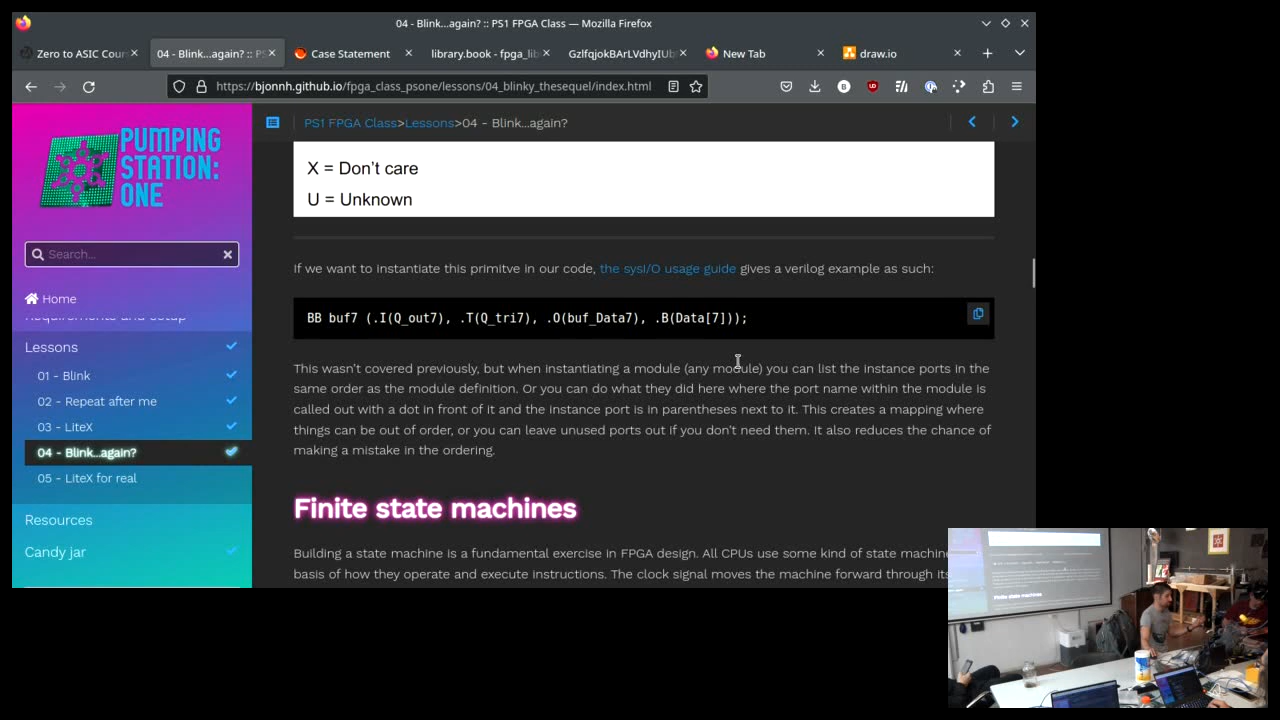 04 - Blink...again? :: PS1 FPGA Class — Mozilla Firefox
Zero to ASIC Cour
04 - Blink...again? :: PS
Case Statement
library.book - fpga_lib
GzlfqjokBArLVdhyIUb
New Tab
draw.io
https://bjonnh.github.io/fpga_class_psone/lessons/04_blinky_thesequel/index.html
PUMPING
STATION:
ONE
Search...
Home
Requirements and setup
Lessons
01 - Blink
02 - Repeat after me
03 - LiteX
04 - Blink...again?
05 - LiteX for real
Resources
Candy jar
PS1 FPGA Class>Lessons>04 - Blink...again?
X = Don't care
U = Unknown
If we want to instantiate this primitve in our code, the sysI/O usage guide gives a verilog example as such:
BB buf7 (.I(Q_out7), .T(Q_tri7), .O(buf_Data7), .B(Data[7]));
This wasn't covered previously, but when instantiating a module (any module) you can list the instance ports in the
same order as the module definition. Or you can do what they did here where the port name within the module is
called out with a dot in front of it and the instance port is in parentheses next to it. This creates a mapping where
things can be out of order, or you can leave unused ports out if you don't need them. It also reduces the chance of
making a mistake in the ordering.
Finite state machines
Building a state machine is a fundamental exercise in FPGA design. All CPUs use some kind of state machin
basis of how they operate and execute instructions. The clock signal moves the machine forward through its
Finite state machines